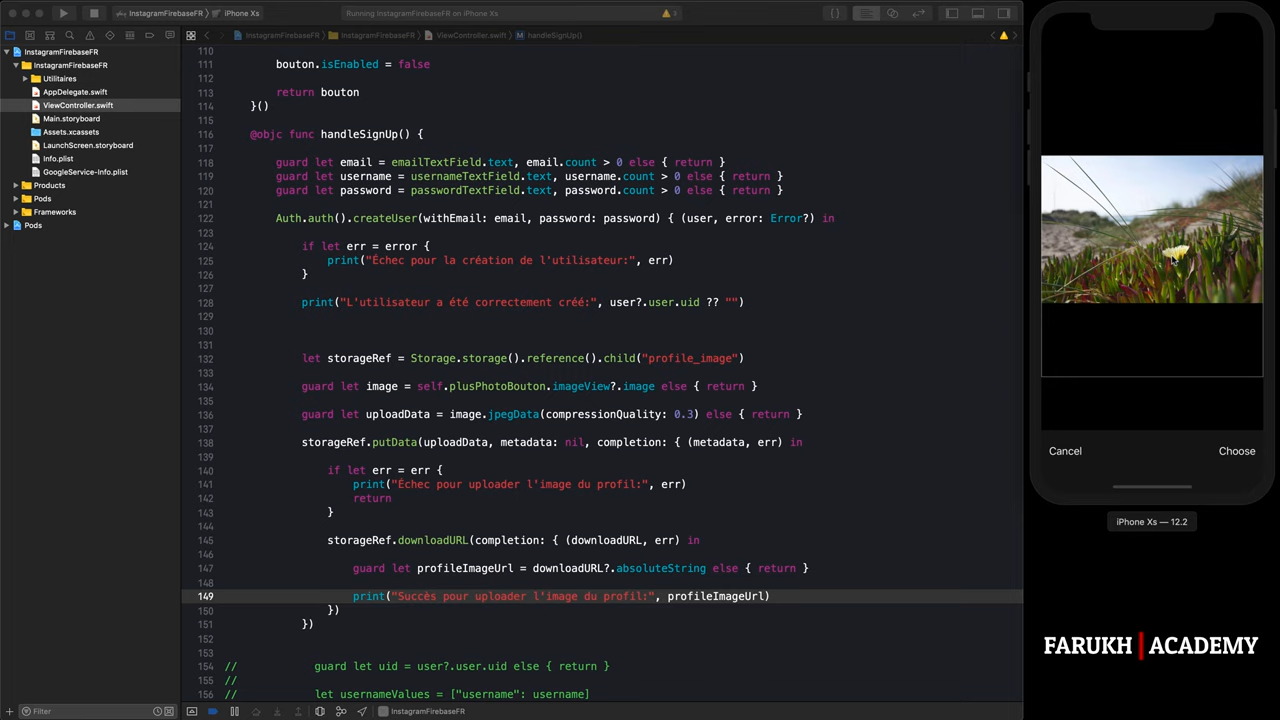 InstagramFirebaseFR
iPhone Xs
Running InstagramFirebaseFR on iPhone Xs
3
InstagramFirebaseFR
InstagramFirebaseFR
ViewController.swift
M
handleSignUp()
InstagramFirebaseFR
InstagramFirebaseFR
Utilitaires
AppDelegate.swift
ViewController.swift
Main.storyboard
Assets.xcassets
LaunchScreen.storyboard
Info.plist
GoogleService-Info.plist
Products
Pods
Frameworks
Pods
110
111 bouton.isEnabled = false
112
113 return bouton
114 }()
115
116 @objc func handleSignUp() {
117
118 guard let email = emailTextField.text, email.count > 0 else { return }
119 guard let username = usernameTextField.text, username.count > 0 else { return }
120 guard let password = passwordTextField.text, password.count > 0 else { return }
121
122 Auth.auth().createUser(withEmail: email, password: password) { (user, error: Error?) in
123
124 if let err = error {
125 print("Échec pour la création de l'utilisateur:", err)
126 }
127
128 print("L'utilisateur a été correctement créé:", user?.user.uid ?? "")
129
130
131
132 let storageRef = Storage.storage().reference().child("profile_image")
133
134 guard let image = self.plusPhotoBouton.imageView?.image else { return }
135
136 guard let uploadData = image.jpegData(compressionQuality: 0.3) else { return }
137
138 storageRef.putData(uploadData, metadata: nil, completion: { (metadata, err) in
139
140 if let err = err {
141 print("Échec pour uploader l'image du profil:", err)
142 return
143 }
144
145 storageRef.downloadURL(completion: { (downloadURL, err) in
146
147 guard let profileImageUrl = downloadURL?.absoluteString else { return }
148
149 print("Succès pour uploader l'image du profil:", profileImageUrl)
150 })
151 })
152
153
154 // guard let uid = user?.user.uid else { return }
155 //
156 // let usernameValues = ["username": username]
Filter
InstagramFirebaseFR
Cancel
Choose
iPhone Xs — 12.2
FARUKH | ACADEMY